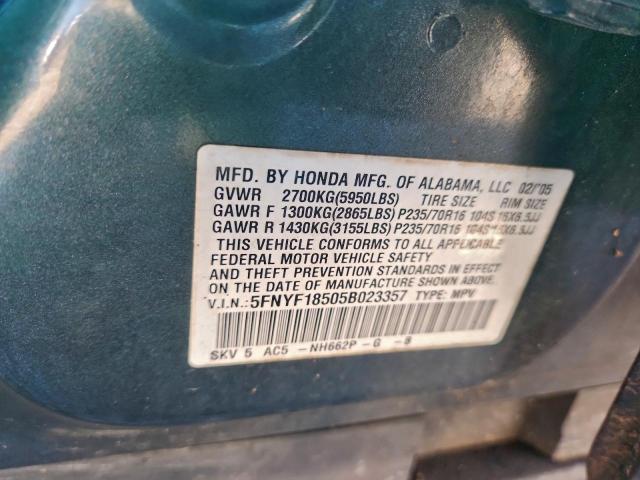 MFD. BY HONDA MFG. OF ALABAMA, LLC 02/'05
GVWR 2700KG(5950LBS) TIRE SIZE RIM SIZE
GAWR F 1300KG(2865LBS) P235/70R16 104S 16X6.5JJ
GAWR R 1430KG(3155LBS) P235/70R16 104S 16X6.5JJ
THIS VEHICLE CONFORMS TO ALL APPLICABLE
FEDERAL MOTOR VEHICLE SAFETY
AND THEFT PREVENTION STANDARDS IN EFFECT
ON THE DATE OF MANUFACTURE SHOWN ABOVE.
V.I.N.: 5FNYF18505B023357 TYPE: MPV
SKV 5 AC5 -NH662P - G - 8